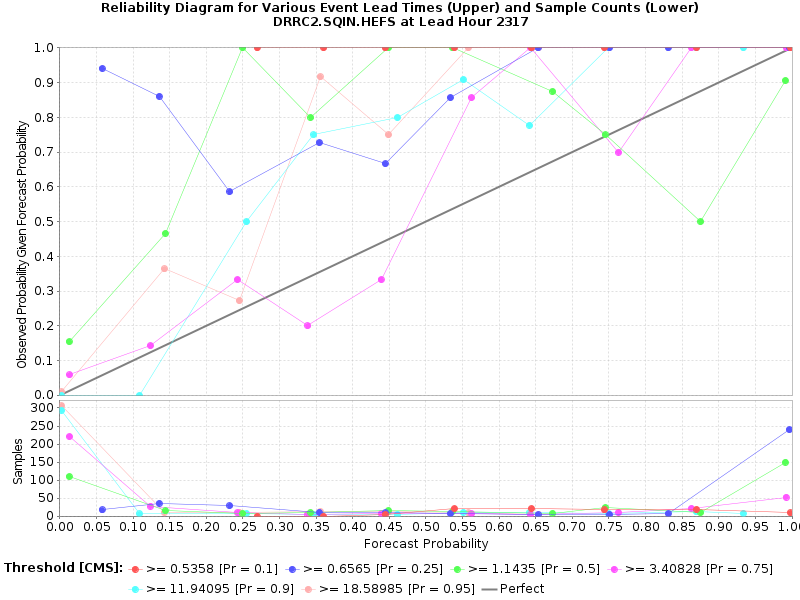 Reliability Diagram for Various Event Lead Times (Upper) and Sample Counts (Lower)
DRRC2.SQIN.HEFS at Lead Hour 2317
Observed Probability Given Forecast Probability
1.0
0.9
0.8
0.7
0.6
0.5
0.4
0.3
0.2
0.1
0.0
Samples
300
250
200
150
100
50
0
0.00 0.05 0.10 0.15 0.20 0.25 0.30 0.35 0.40 0.45 0.50 0.55 0.60 0.65 0.70 0.75 0.80 0.85 0.90 0.95 1.0
Forecast Probability
Threshold [CMS]: >= 0.5358 [Pr = 0.1] >= 0.6565 [Pr = 0.25] >= 1.1435 [Pr = 0.5] >= 3.40828 [Pr = 0.75]
>= 11.94095 [Pr = 0.9] >= 18.58985 [Pr = 0.95] Perfect